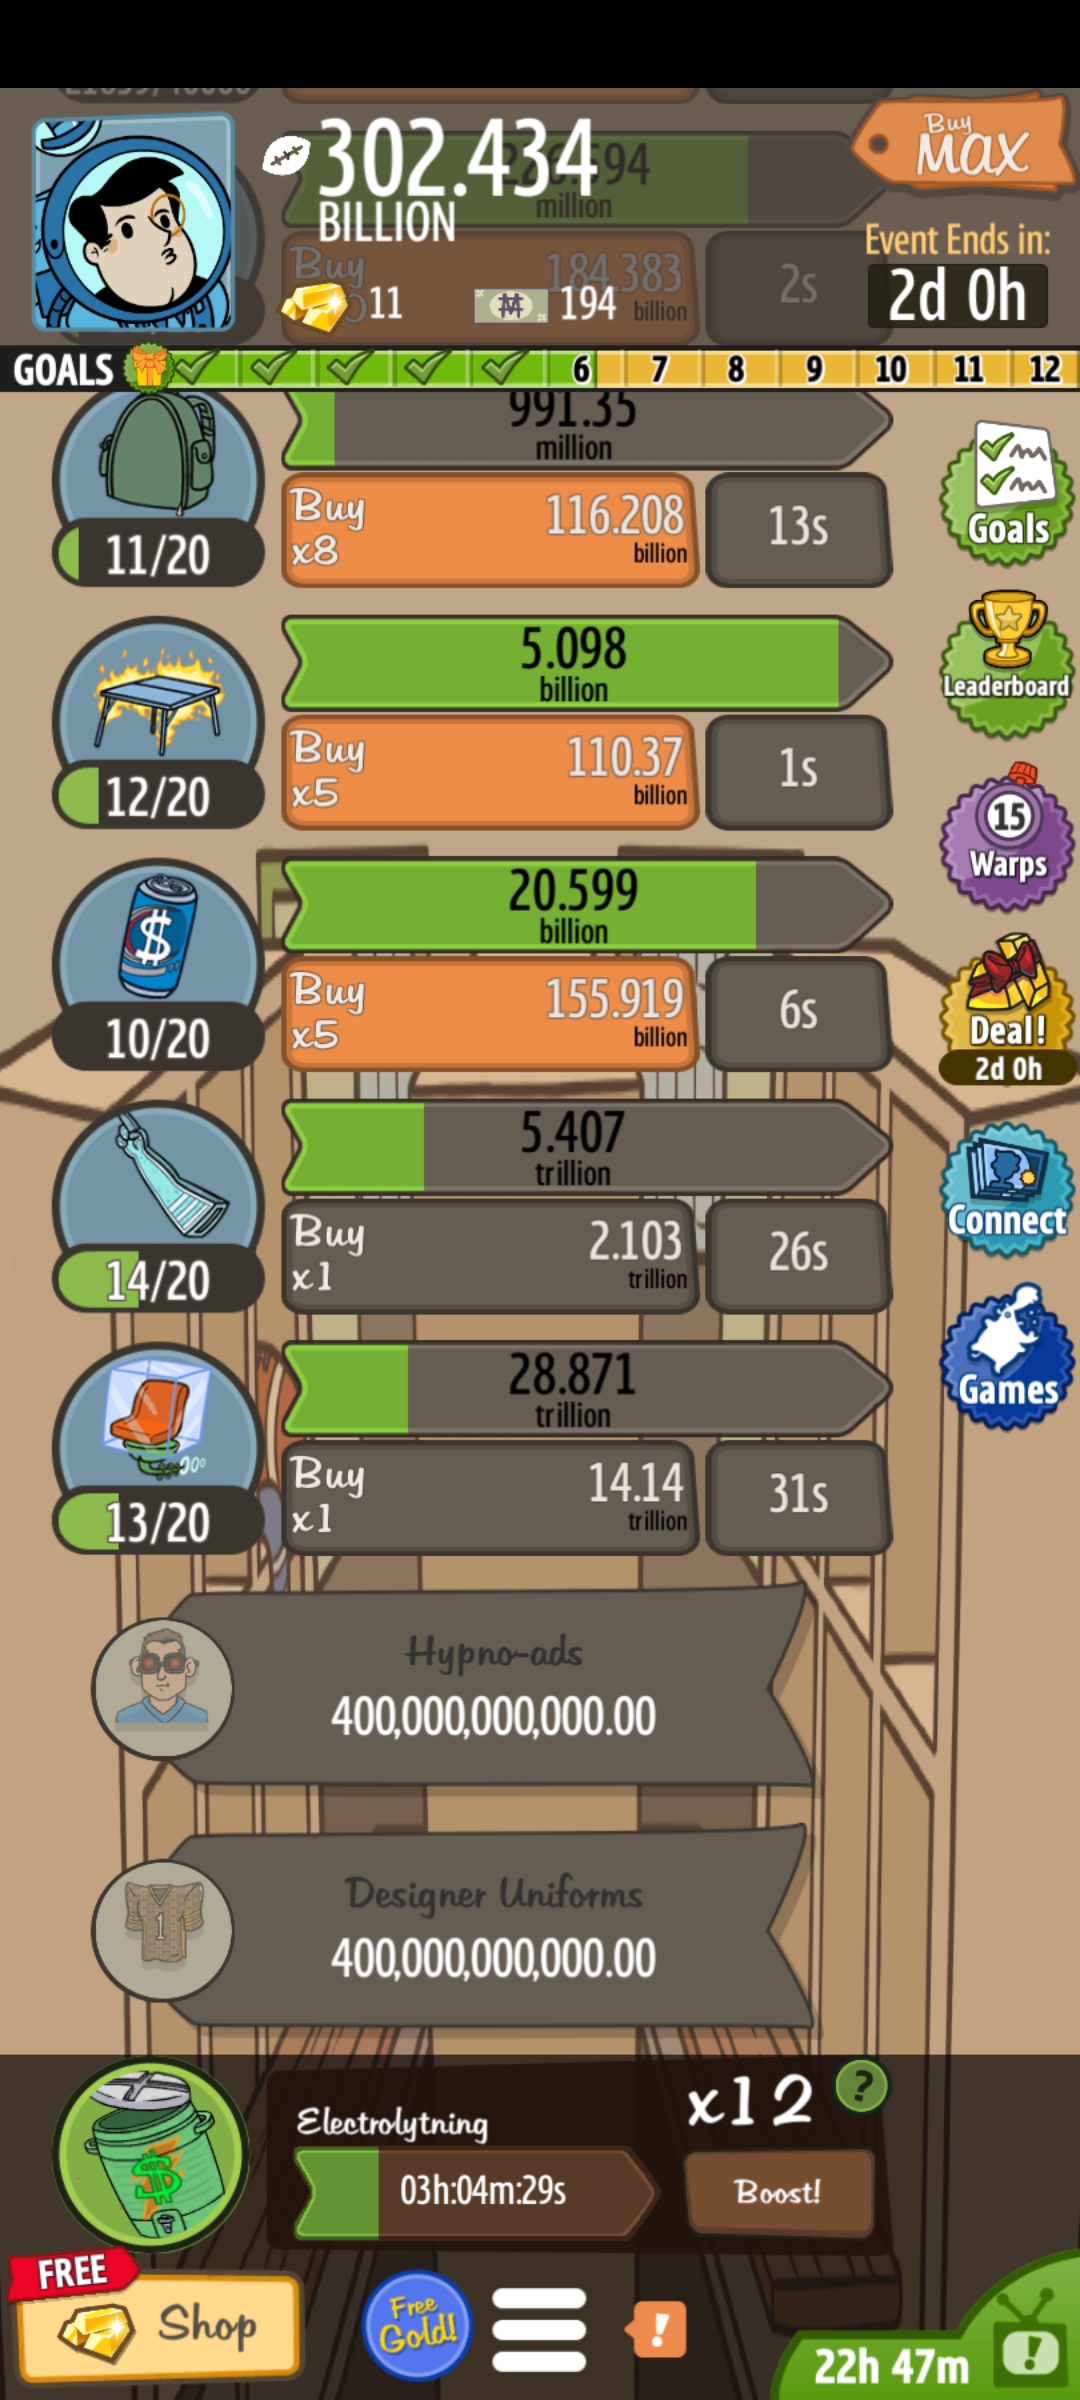 302.434
BILLION
11
194
Buy
MAX
Event Ends in:
2d 0h
million
Buy
184.383
billion
2s
GOALS
6
7
8
9
10
11
12
991.35
million
Buy
x8
116.208
billion
13s
11/20
Goals
5.098
billion
Buy
x5
110.37
billion
1s
12/20
Leaderboard
15
Warps
20.599
billion
Buy
x5
155.919
billion
6s
$
10/20
Deal!
2d 0h
5.407
trillion
Buy
x1
2.103
trillion
26s
14/20
Connect
28.871
trillion
Buy
x1
14.14
trillion
31s
13/20
Games
Hypno-ads
400,000,000,000.00
Designer Uniforms
400,000,000,000.00
1
Electrolytning
03h:04m:29s
x12
?
Boost!
$
FREE
Shop
Free
Gold!
!
22h 47m
!